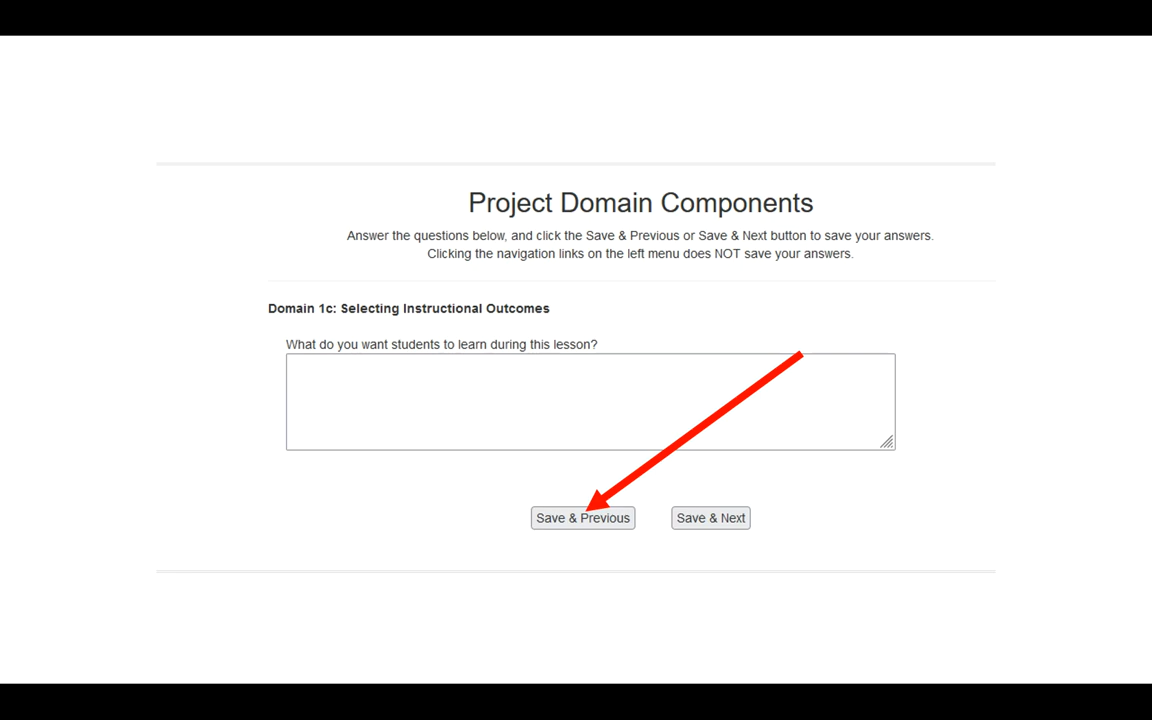 Project Domain Components
Answer the questions below, and click the Save & Previous or Save & Next button to save your answers.
Clicking the navigation links on the left menu does NOT save your answers.
Domain 1c: Selecting Instructional Outcomes
What do you want students to learn during this lesson?
Save & Previous
Save & Next